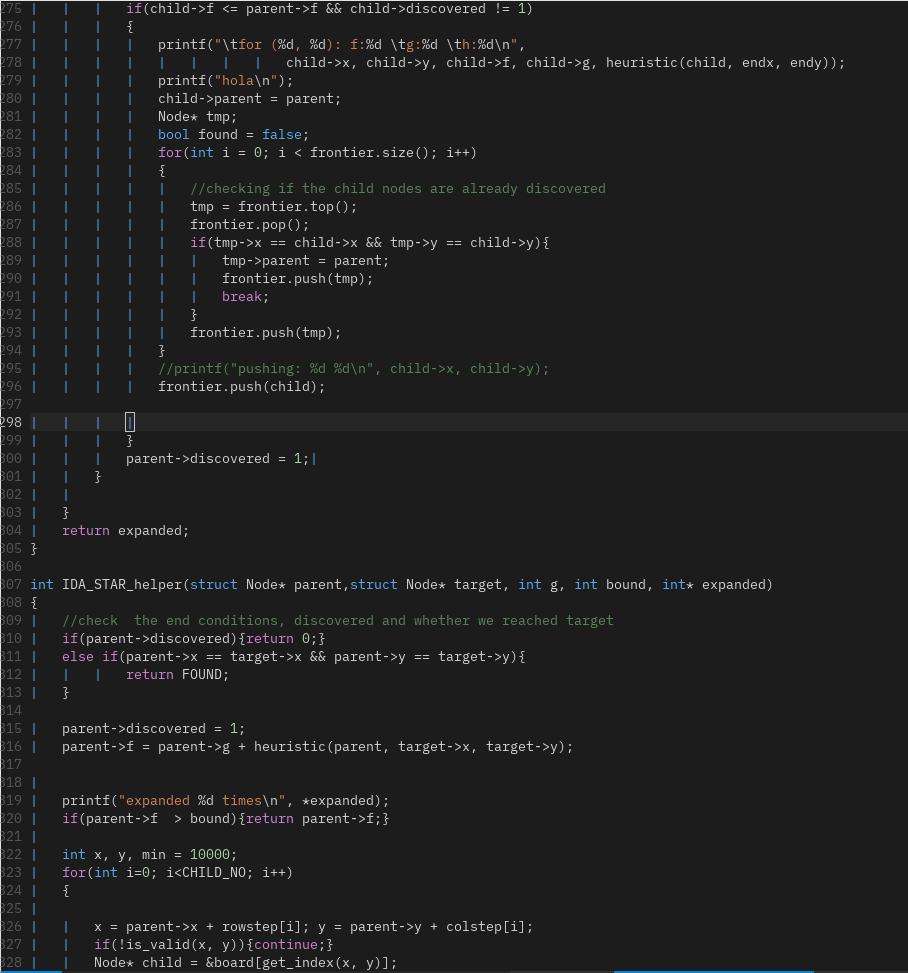 275 if(child->f <= parent->f && child->discovered != 1)
276 {
277 printf("\tfor (%d, %d): f:%d \tg:%d \th:%d\n",
278 child->x, child->y, child->f, child->g, heuristic(child, endx, endy));
279 printf("hola\n");
280 child->parent = parent;
281 Node* tmp;
282 bool found = false;
283 for(int i = 0; i < frontier.size(); i++)
284 {
285 //checking if the child nodes are already discovered
286 tmp = frontier.top();
287 frontier.pop();
288 if(tmp->x == child->x && tmp->y == child->y){
289 tmp->parent = parent;
290 frontier.push(tmp);
291 break;
292 }
293 frontier.push(tmp);
294 }
295 //printf("pushing: %d %d\n", child->x, child->y);
296 frontier.push(child);
297
298
299 }
300 parent->discovered = 1;
301 }
302
303 }
304 return expanded;
305 }
306
307 int IDA_STAR_helper(struct Node* parent,struct Node* target, int g, int bound, int* expanded)
308 {
309 //check  the end conditions, discovered and whether we reached target
310 if(parent->discovered){return 0;}
311 else if(parent->x == target->x && parent->y == target->y){
312 return FOUND;
313 }
314
315 parent->discovered = 1;
316 parent->f = parent->g + heuristic(parent, target->x, target->y);
317
318
319 printf("expanded %d times\n", *expanded);
320 if(parent->f  > bound){return parent->f;}
321
322 int x, y, min = 10000;
323 for(int i=0; i<CHILD_NO; i++)
324 {
325
326 x = parent->x + rowstep[i]; y = parent->y + colstep[i];
327 if(!is_valid(x, y)){continue;}
328 Node* child = &board[get_index(x, y)];